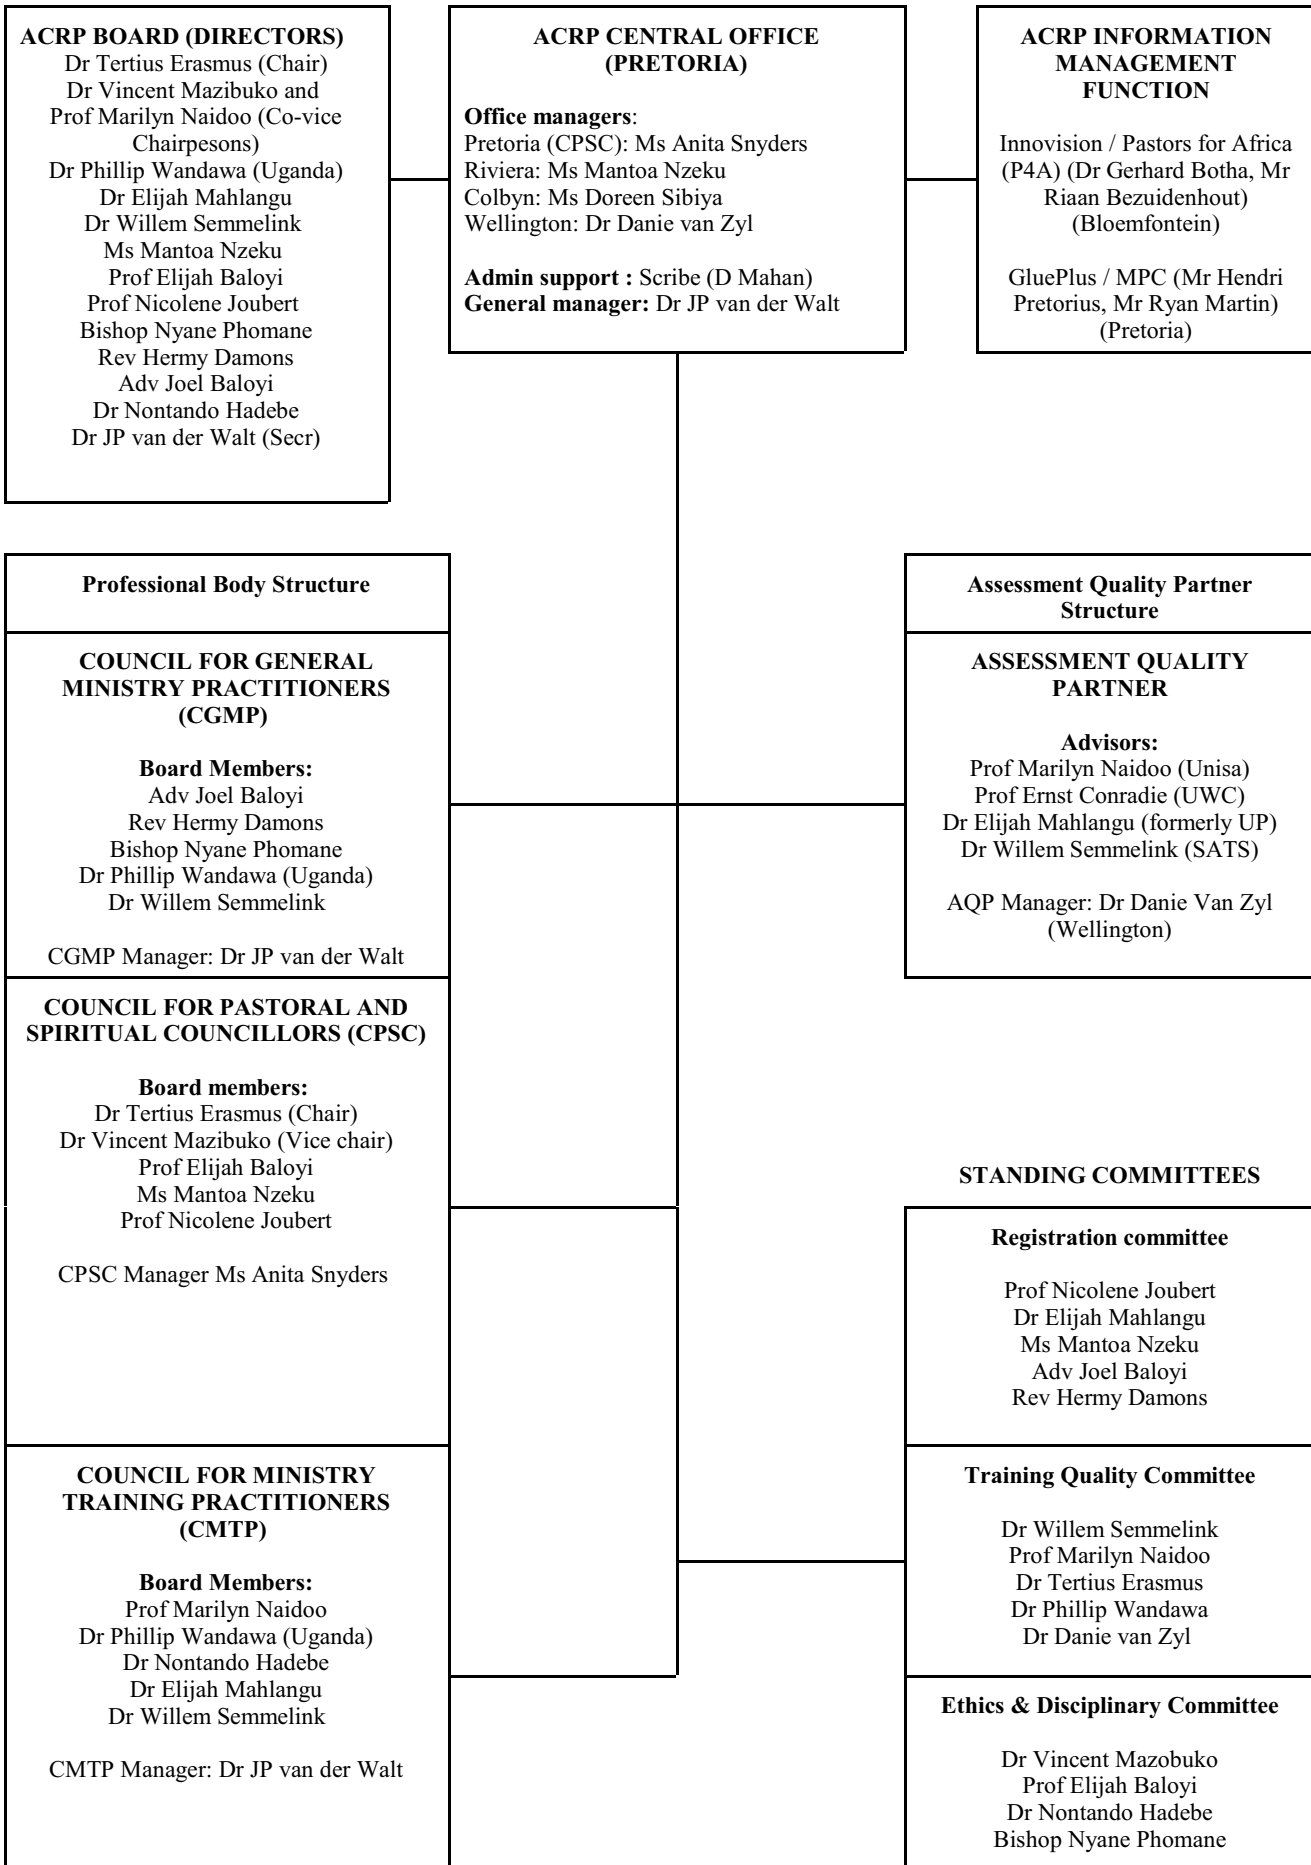 ACRP BOARD (DIRECTORS)
Dr Tertius Erasmus (Chair)
Dr Vincent Mazibuko and
Prof Marilyn Naidoo (Co-vice
Chairpesons)
Dr Phillip Wandawa (Uganda)
Dr Elijah Mahlangu
Dr Willem Semmelink
Ms Mantoa Nzeku
Prof Elijah Baloyi
Prof Nicolene Joubert
Bishop Nyane Phomane
Rev Hermy Damons
Adv Joel Baloyi
Dr Nontando Hadebe
Dr JP van der Walt (Secr)
ACRP CENTRAL OFFICE
(PRETORIA)
Office managers:
Pretoria (CPSC): Ms Anita Snyders
Riviera: Ms Mantoa Nzeku
Colbyn: Ms Doreen Sibiya
Wellington: Dr Danie van Zyl
Admin support : Scribe (D Mahan)
General manager: Dr JP van der Walt
ACRP INFORMATION
MANAGEMENT
FUNCTION
Innovision / Pastors for Africa
(P4A) (Dr Gerhard Botha, Mr
Riaan Bezuidenhout)
(Bloemfontein)
GluePlus / MPC (Mr Hendri
Pretorius, Mr Ryan Martin)
(Pretoria)
Professional Body Structure
COUNCIL FOR GENERAL
MINISTRY PRACTITIONERS
(CGMP)
Board Members:
Adv Joel Baloyi
Rev Hermy Damons
Bishop Nyane Phomane
Dr Phillip Wandawa (Uganda)
Dr Willem Semmelink
CGMP Manager: Dr JP van der Walt
COUNCIL FOR PASTORAL AND
SPIRITUAL COUNCILLORS (CPSC)
Board members:
Dr Tertius Erasmus (Chair)
Dr Vincent Mazibuko (Vice chair)
Prof Elijah Baloyi
Ms Mantoa Nzeku
Prof Nicolene Joubert
CPSC Manager Ms Anita Snyders
COUNCIL FOR MINISTRY
TRAINING PRACTITIONERS
(CMTP)
Board Members:
Prof Marilyn Naidoo
Dr Phillip Wandawa (Uganda)
Dr Nontando Hadebe
Dr Elijah Mahlangu
Dr Willem Semmelink
CMTP Manager: Dr JP van der Walt
Assessment Quality Partner
Structure
ASSESSMENT QUALITY
PARTNER
Advisors:
Prof Marilyn Naidoo (Unisa)
Prof Ernst Conradie (UWC)
Dr Elijah Mahlangu (formerly UP)
Dr Willem Semmelink (SATS)
AQP Manager: Dr Danie Van Zyl
(Wellington)
STANDING COMMITTEES
Registration committee
Prof Nicolene Joubert
Dr Elijah Mahlangu
Ms Mantoa Nzeku
Adv Joel Baloyi
Rev Hermy Damons
Training Quality Committee
Dr Willem Semmelink
Prof Marilyn Naidoo
Dr Tertius Erasmus
Dr Phillip Wandawa
Dr Danie van Zyl
Ethics & Disciplinary Committee
Dr Vincent Mazobuko
Prof Elijah Baloyi
Dr Nontando Hadebe
Bishop Nyane Phomane